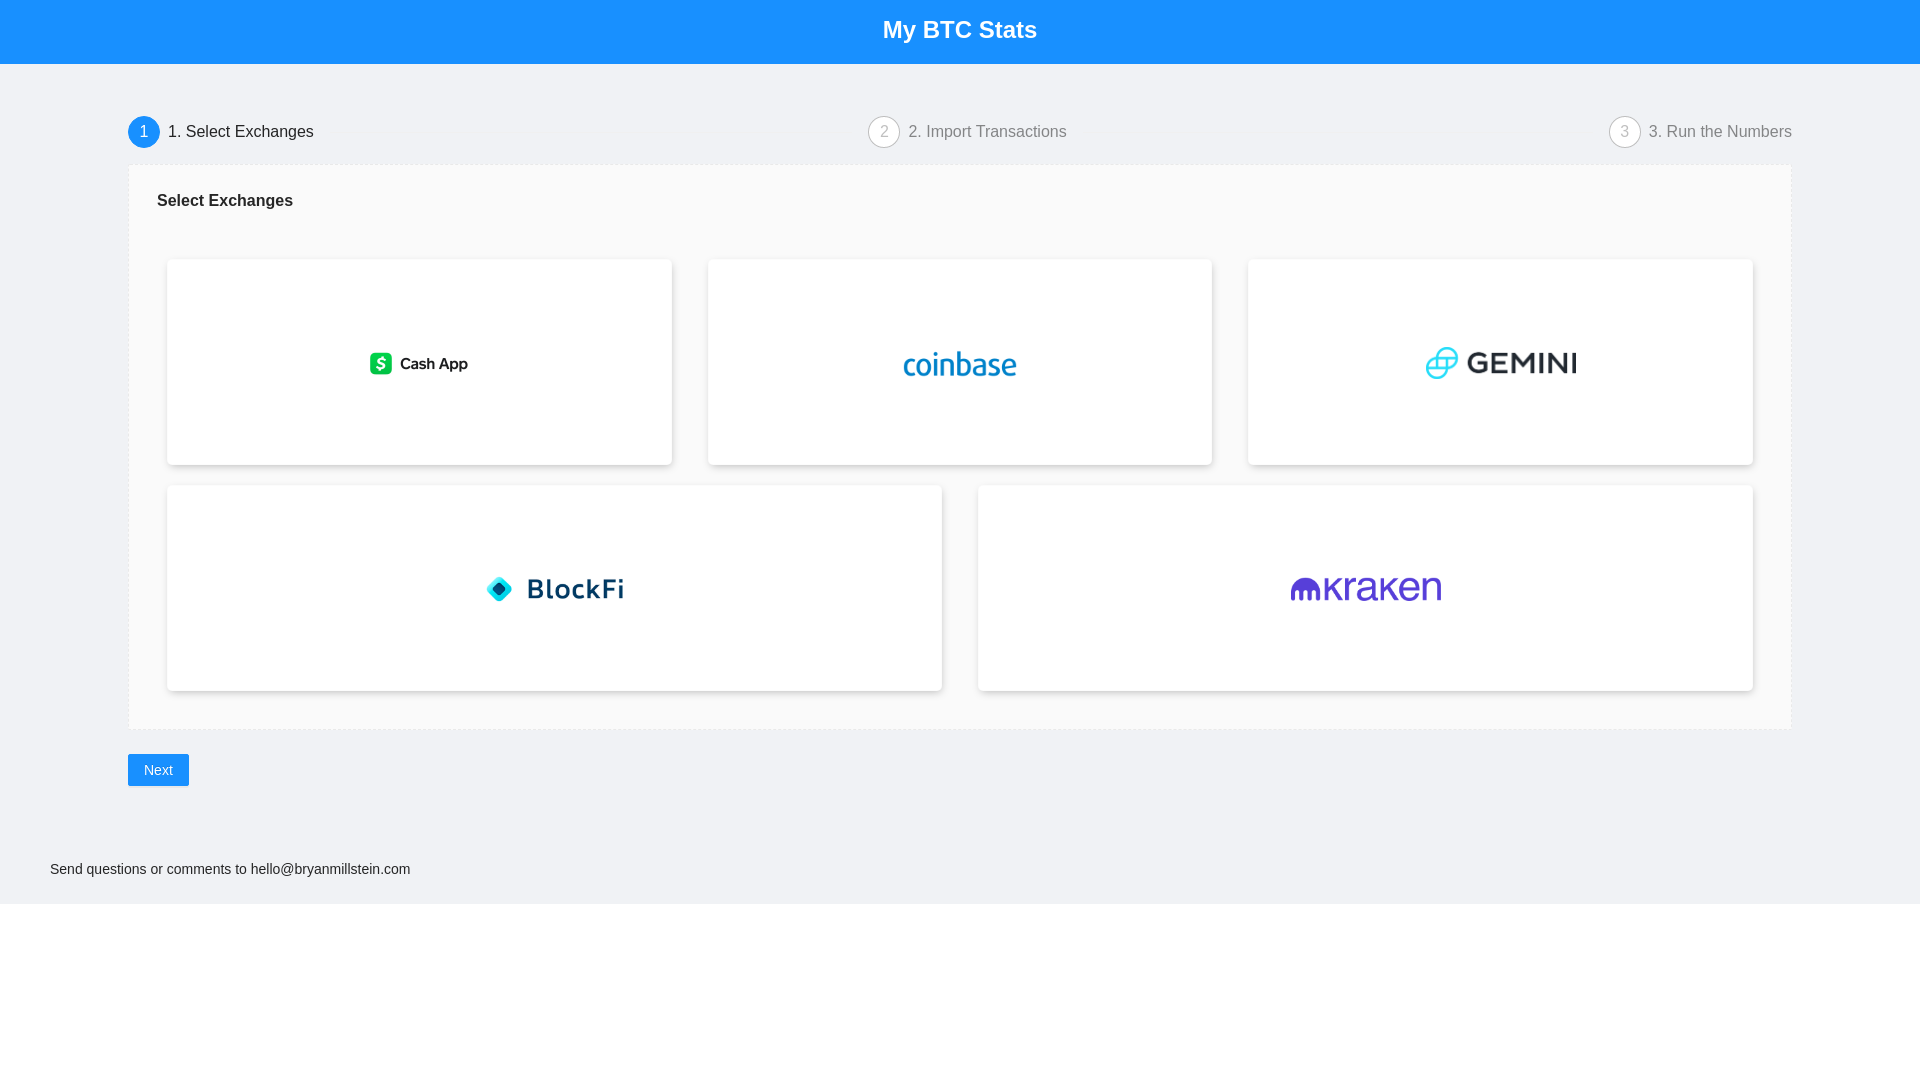 My BTC Stats
1 1. Select Exchanges
2 2. Import Transactions
3 3. Run the Numbers
Select Exchanges
$ Cash App
coinbase
GEMINI
BlockFi
kraken
Next
Send questions or comments to hello@bryanmillstein.com